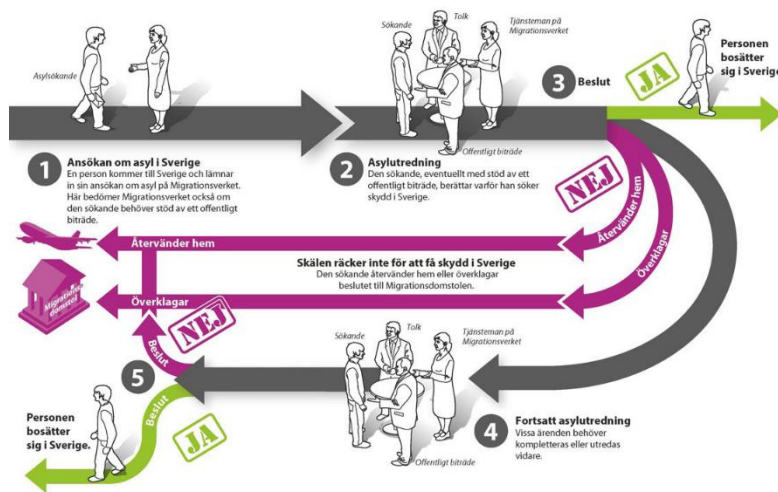 Asylsökande
Sökande
Tolk
Tjänsteman på
Migrationsverket
Offentligt biträde
1
Ansökan om asyl i Sverige
En person kommer till Sverige och lämnar
in sin ansökan om asyl på Migrationsverket.
Här bedömer Migrationsverket också om
den sökande behöver stöd av ett offentligt
biträde.
2
Asylutredning
Den sökande, eventuellt med stöd av ett
offentligt biträde, berättar varför han söker
skydd i Sverige.
3
Beslut
JA
Personen
bosätter
sig i Sverige.
NEJ
Återvänder hem
Överklagar
Återvänder hem
Skälen räcker inte för att få skydd i Sverige
Den sökande återvänder hem eller överklagar
beslutet till Migrationsdomstolen.
Överklagar
Migrations
domstol
NEJ
Beslut
5
Beslut
JA
Personen
bosätter
sig i Sverige.
Sökande
Tolk
Tjänsteman på
Migrationsverket
Offentligt biträde
4
Fortsatt asylutredning
Vissa ärenden behöver
kompletteras eller utredas
vidare.